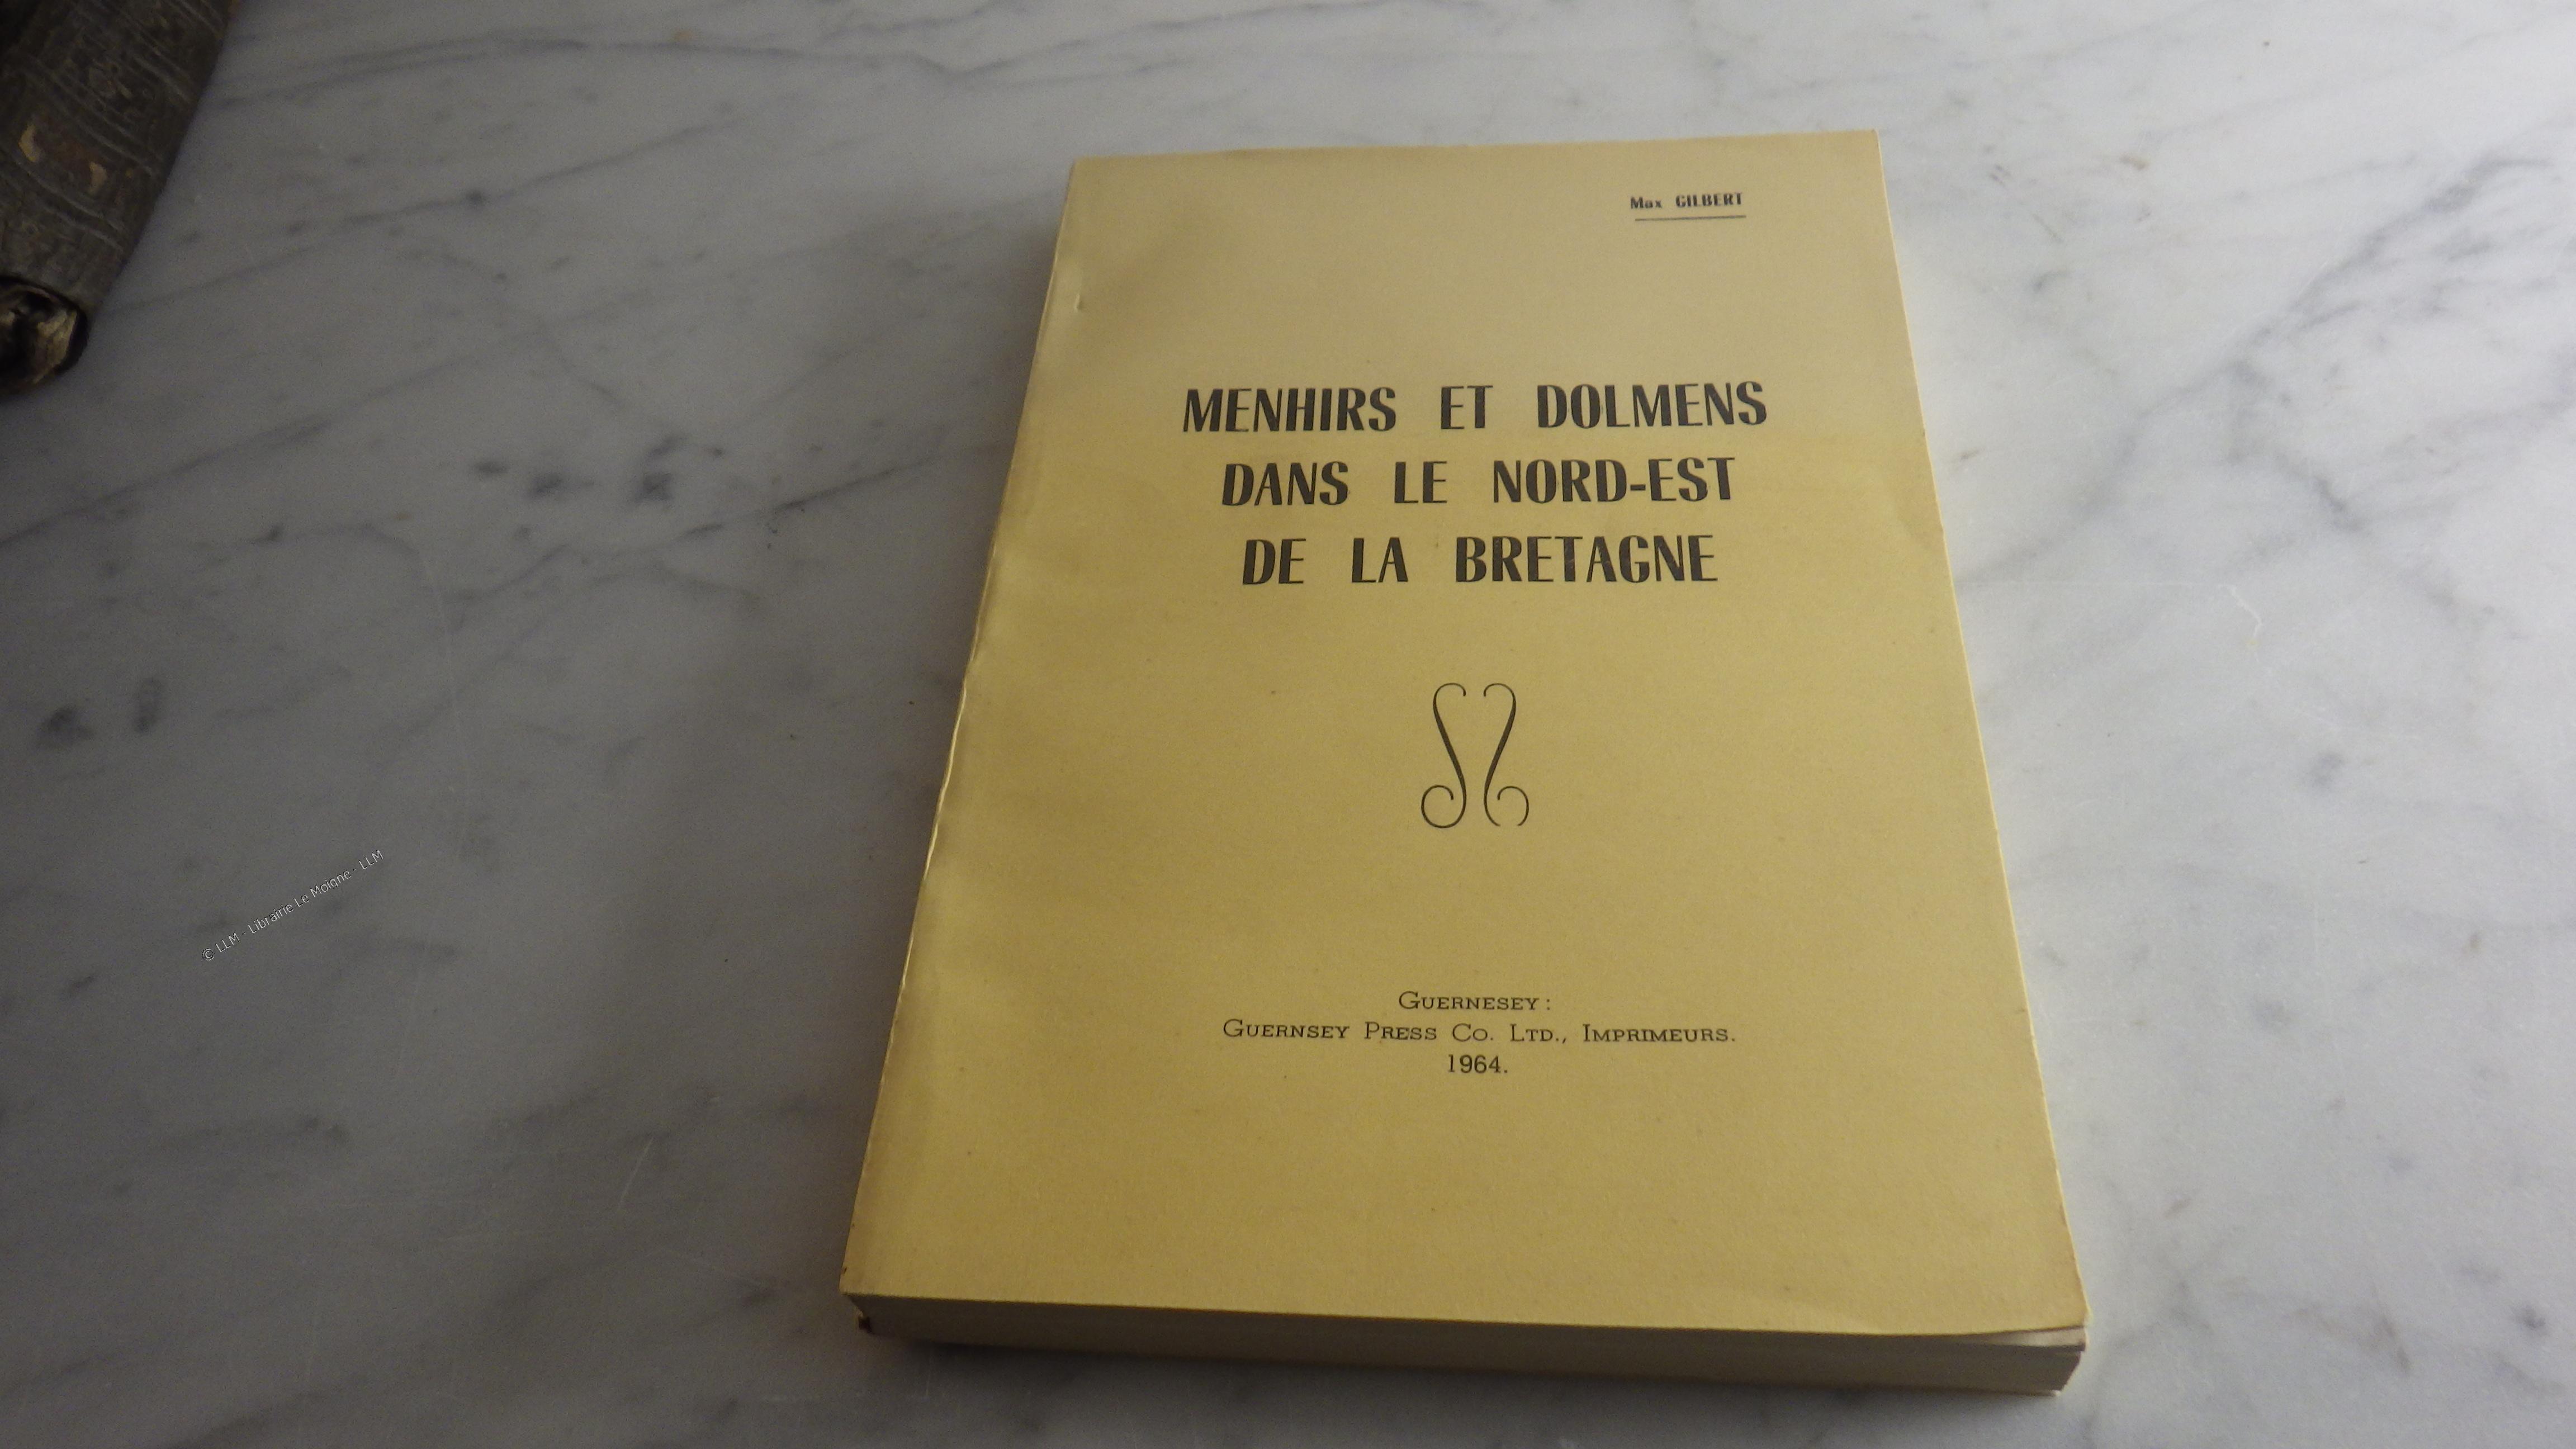 Max GILBERT
MENHIRS ET DOLMENS
DANS LE NORD-EST
DE LA BRETAGNE
GUERNESEY:
GUERNSEY PRESS CO. LTD., IMPRIMEURS.
1964.
© LLM - Librairie Le Moigne - LLM